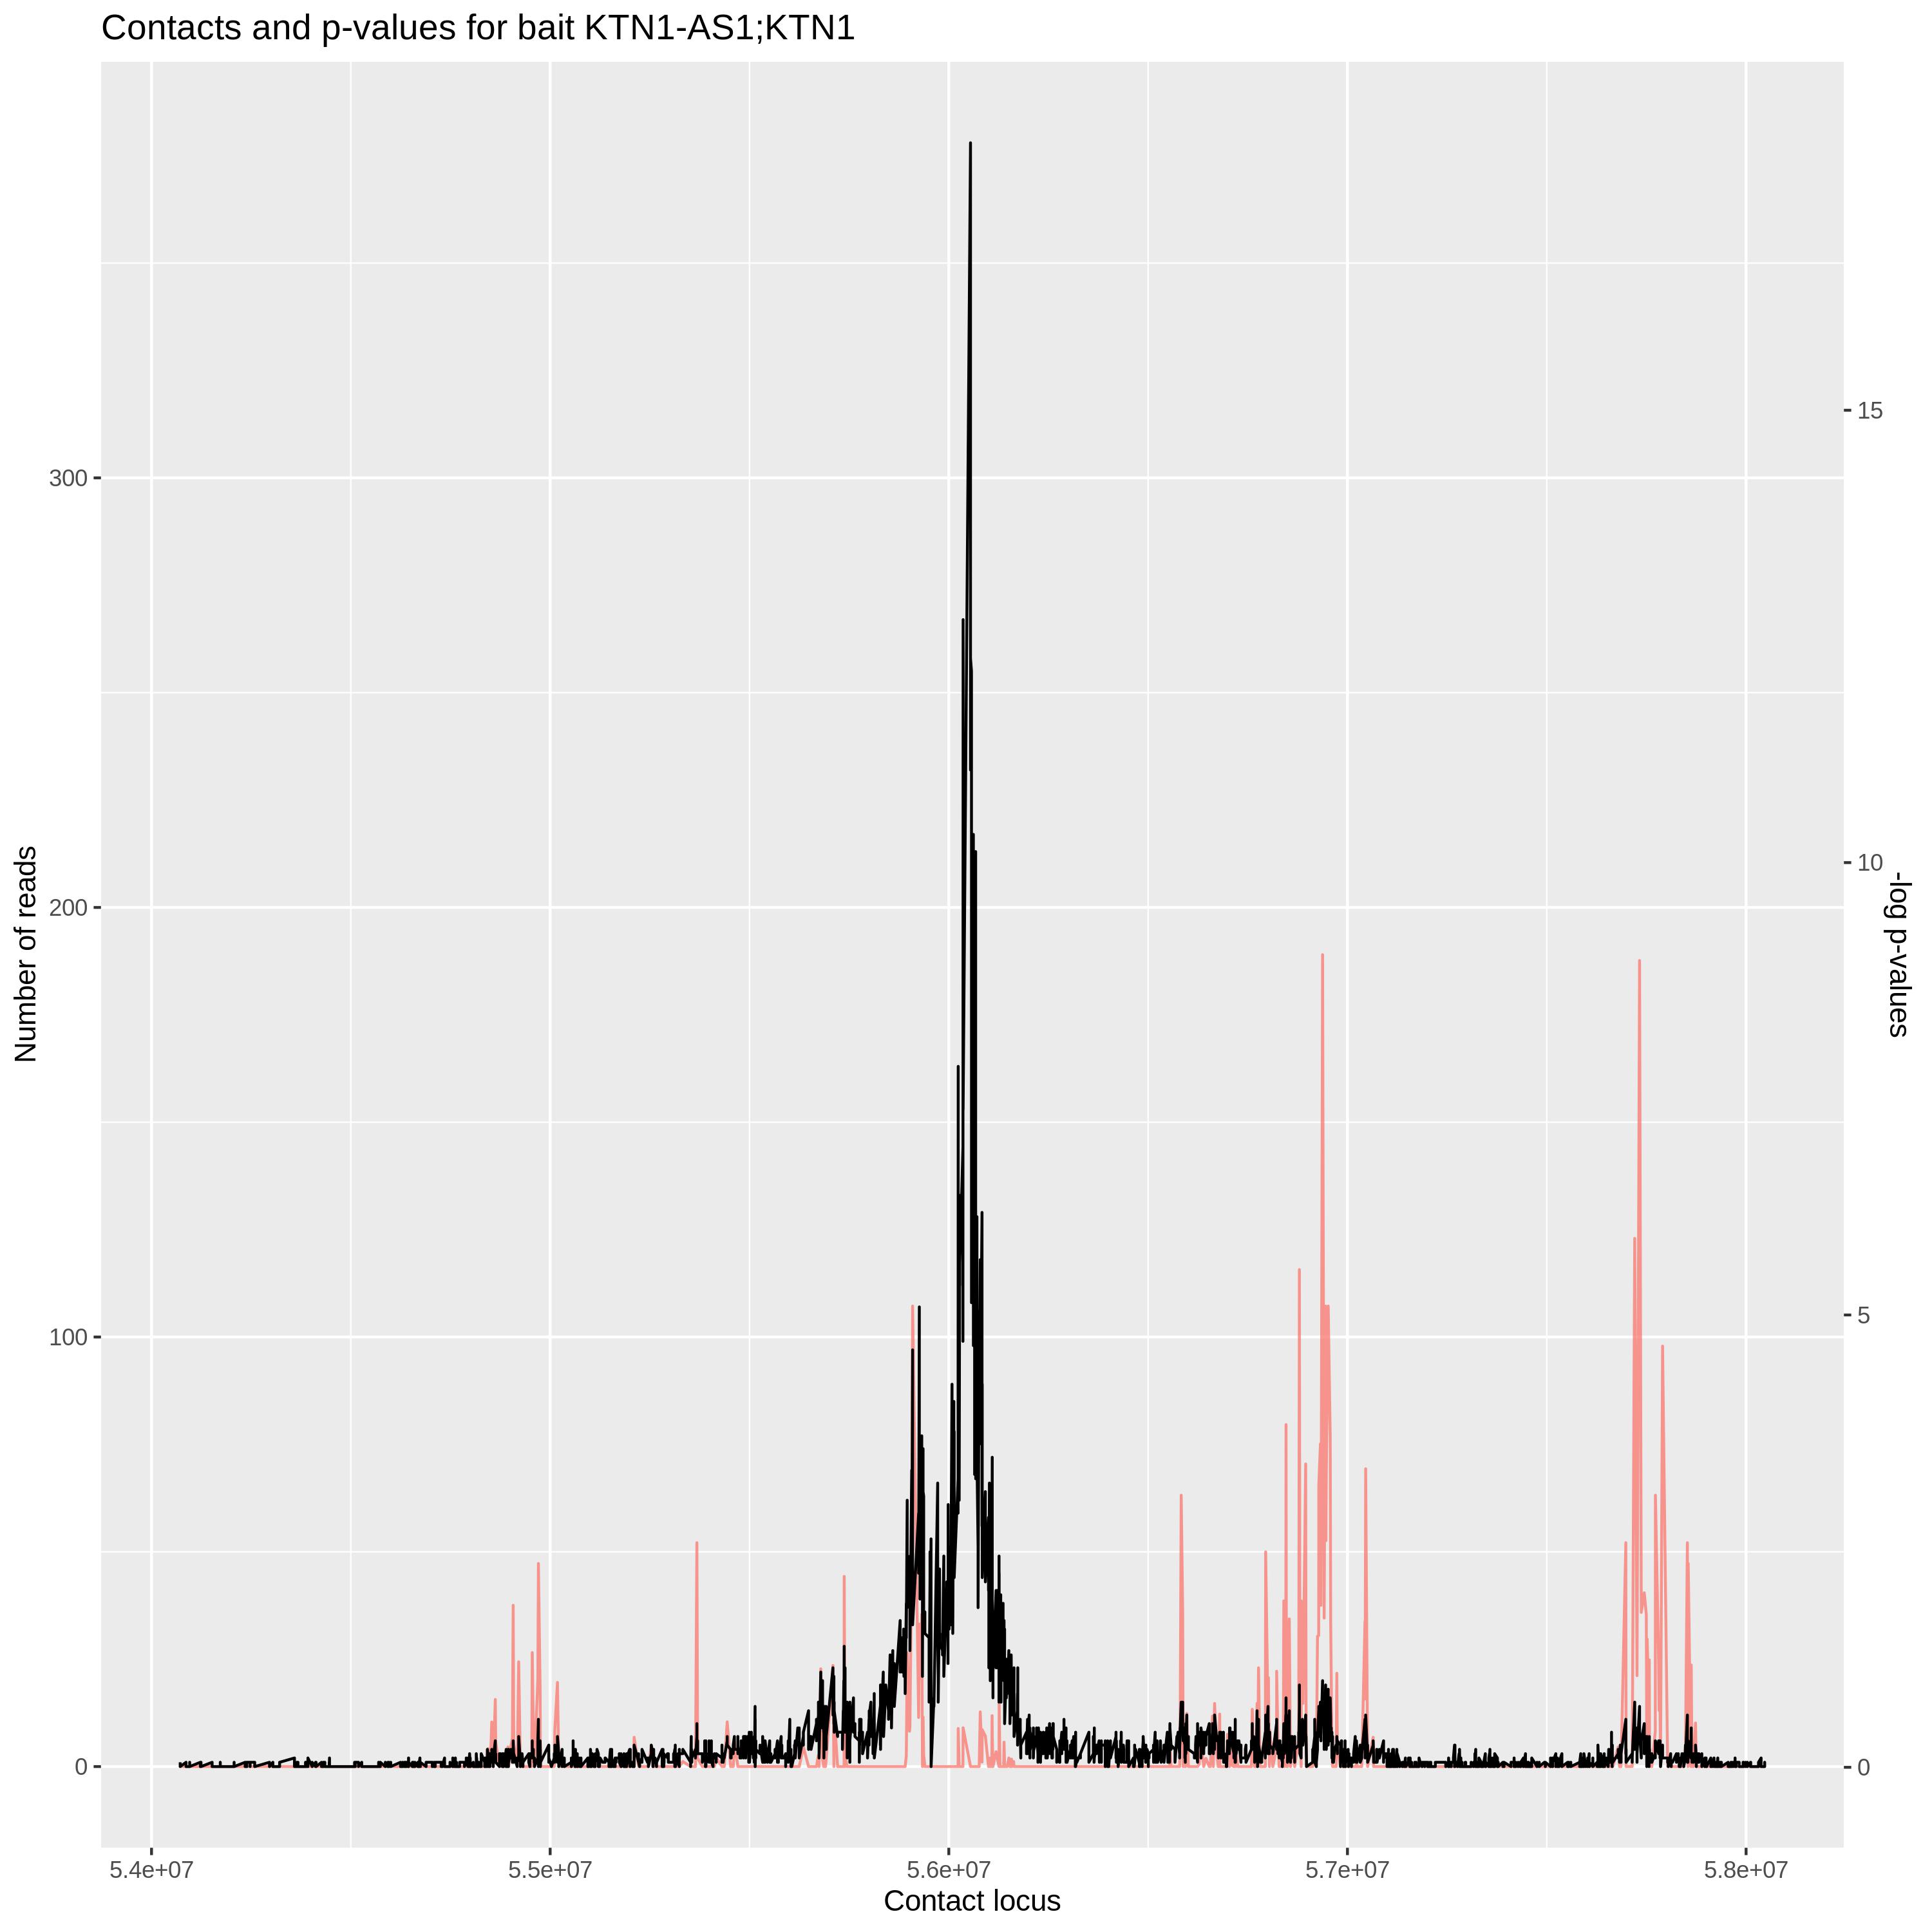 Contacts and p-values for bait KTN1-AS1;KTN1
Number of reads
300
200
100
0
15
10
5
0
-log p-values
5.4e+07
5.5e+07
5.6e+07
5.7e+07
5.8e+07
Contact locus